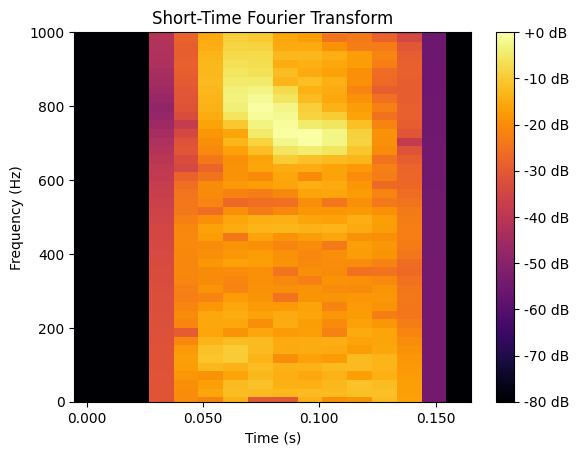 Short-Time Fourier Transform
Frequency (Hz)
1000
800
600
400
200
0
0.000
0.050
0.100
0.150
Time (s)
+0 dB
-10 dB
-20 dB
-30 dB
-40 dB
-50 dB
-60 dB
-70 dB
-80 dB